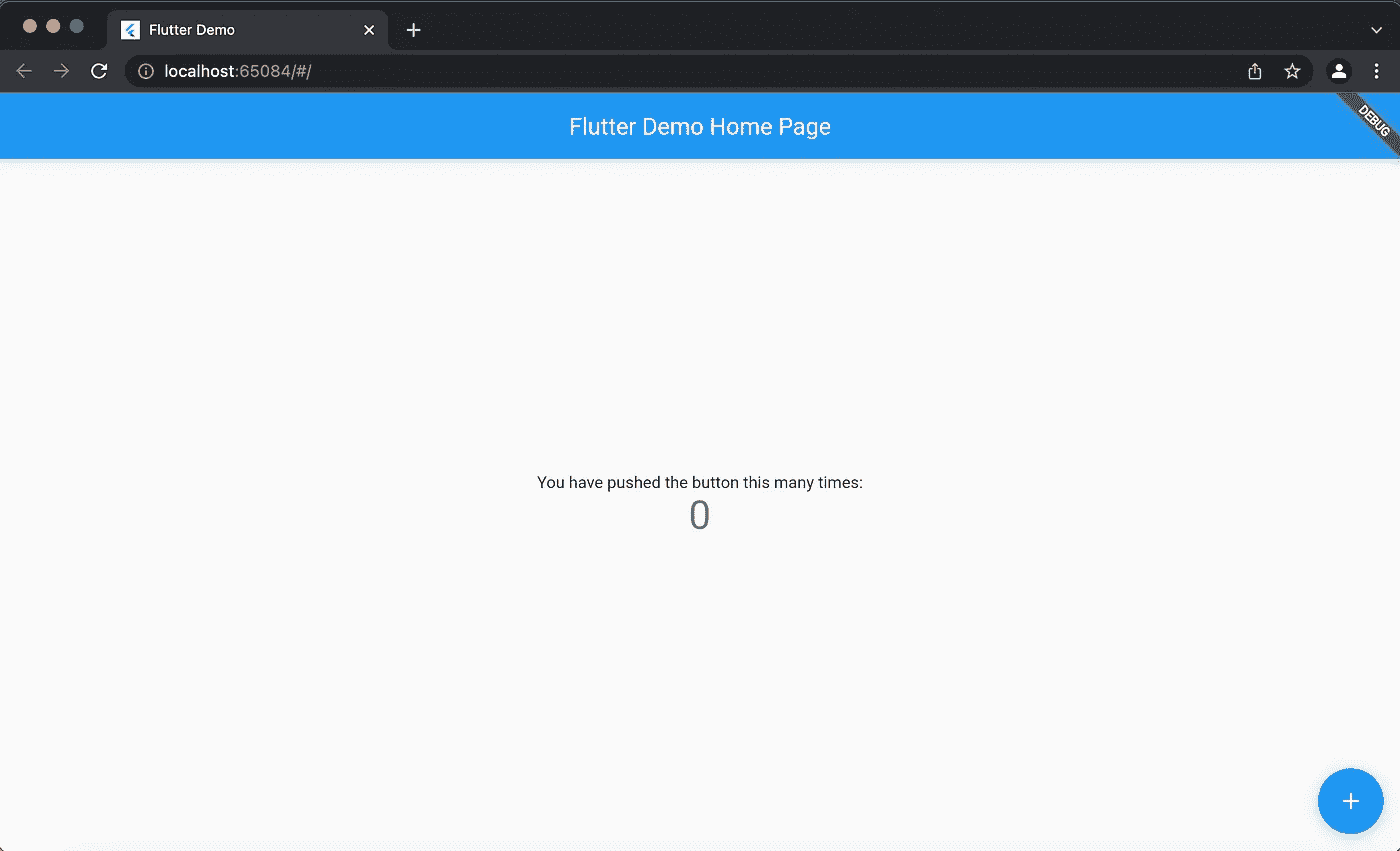 Flutter Demo
localhost:65084/#/
Flutter Demo Home Page
DEBUG
You have pushed the button this many times:
0